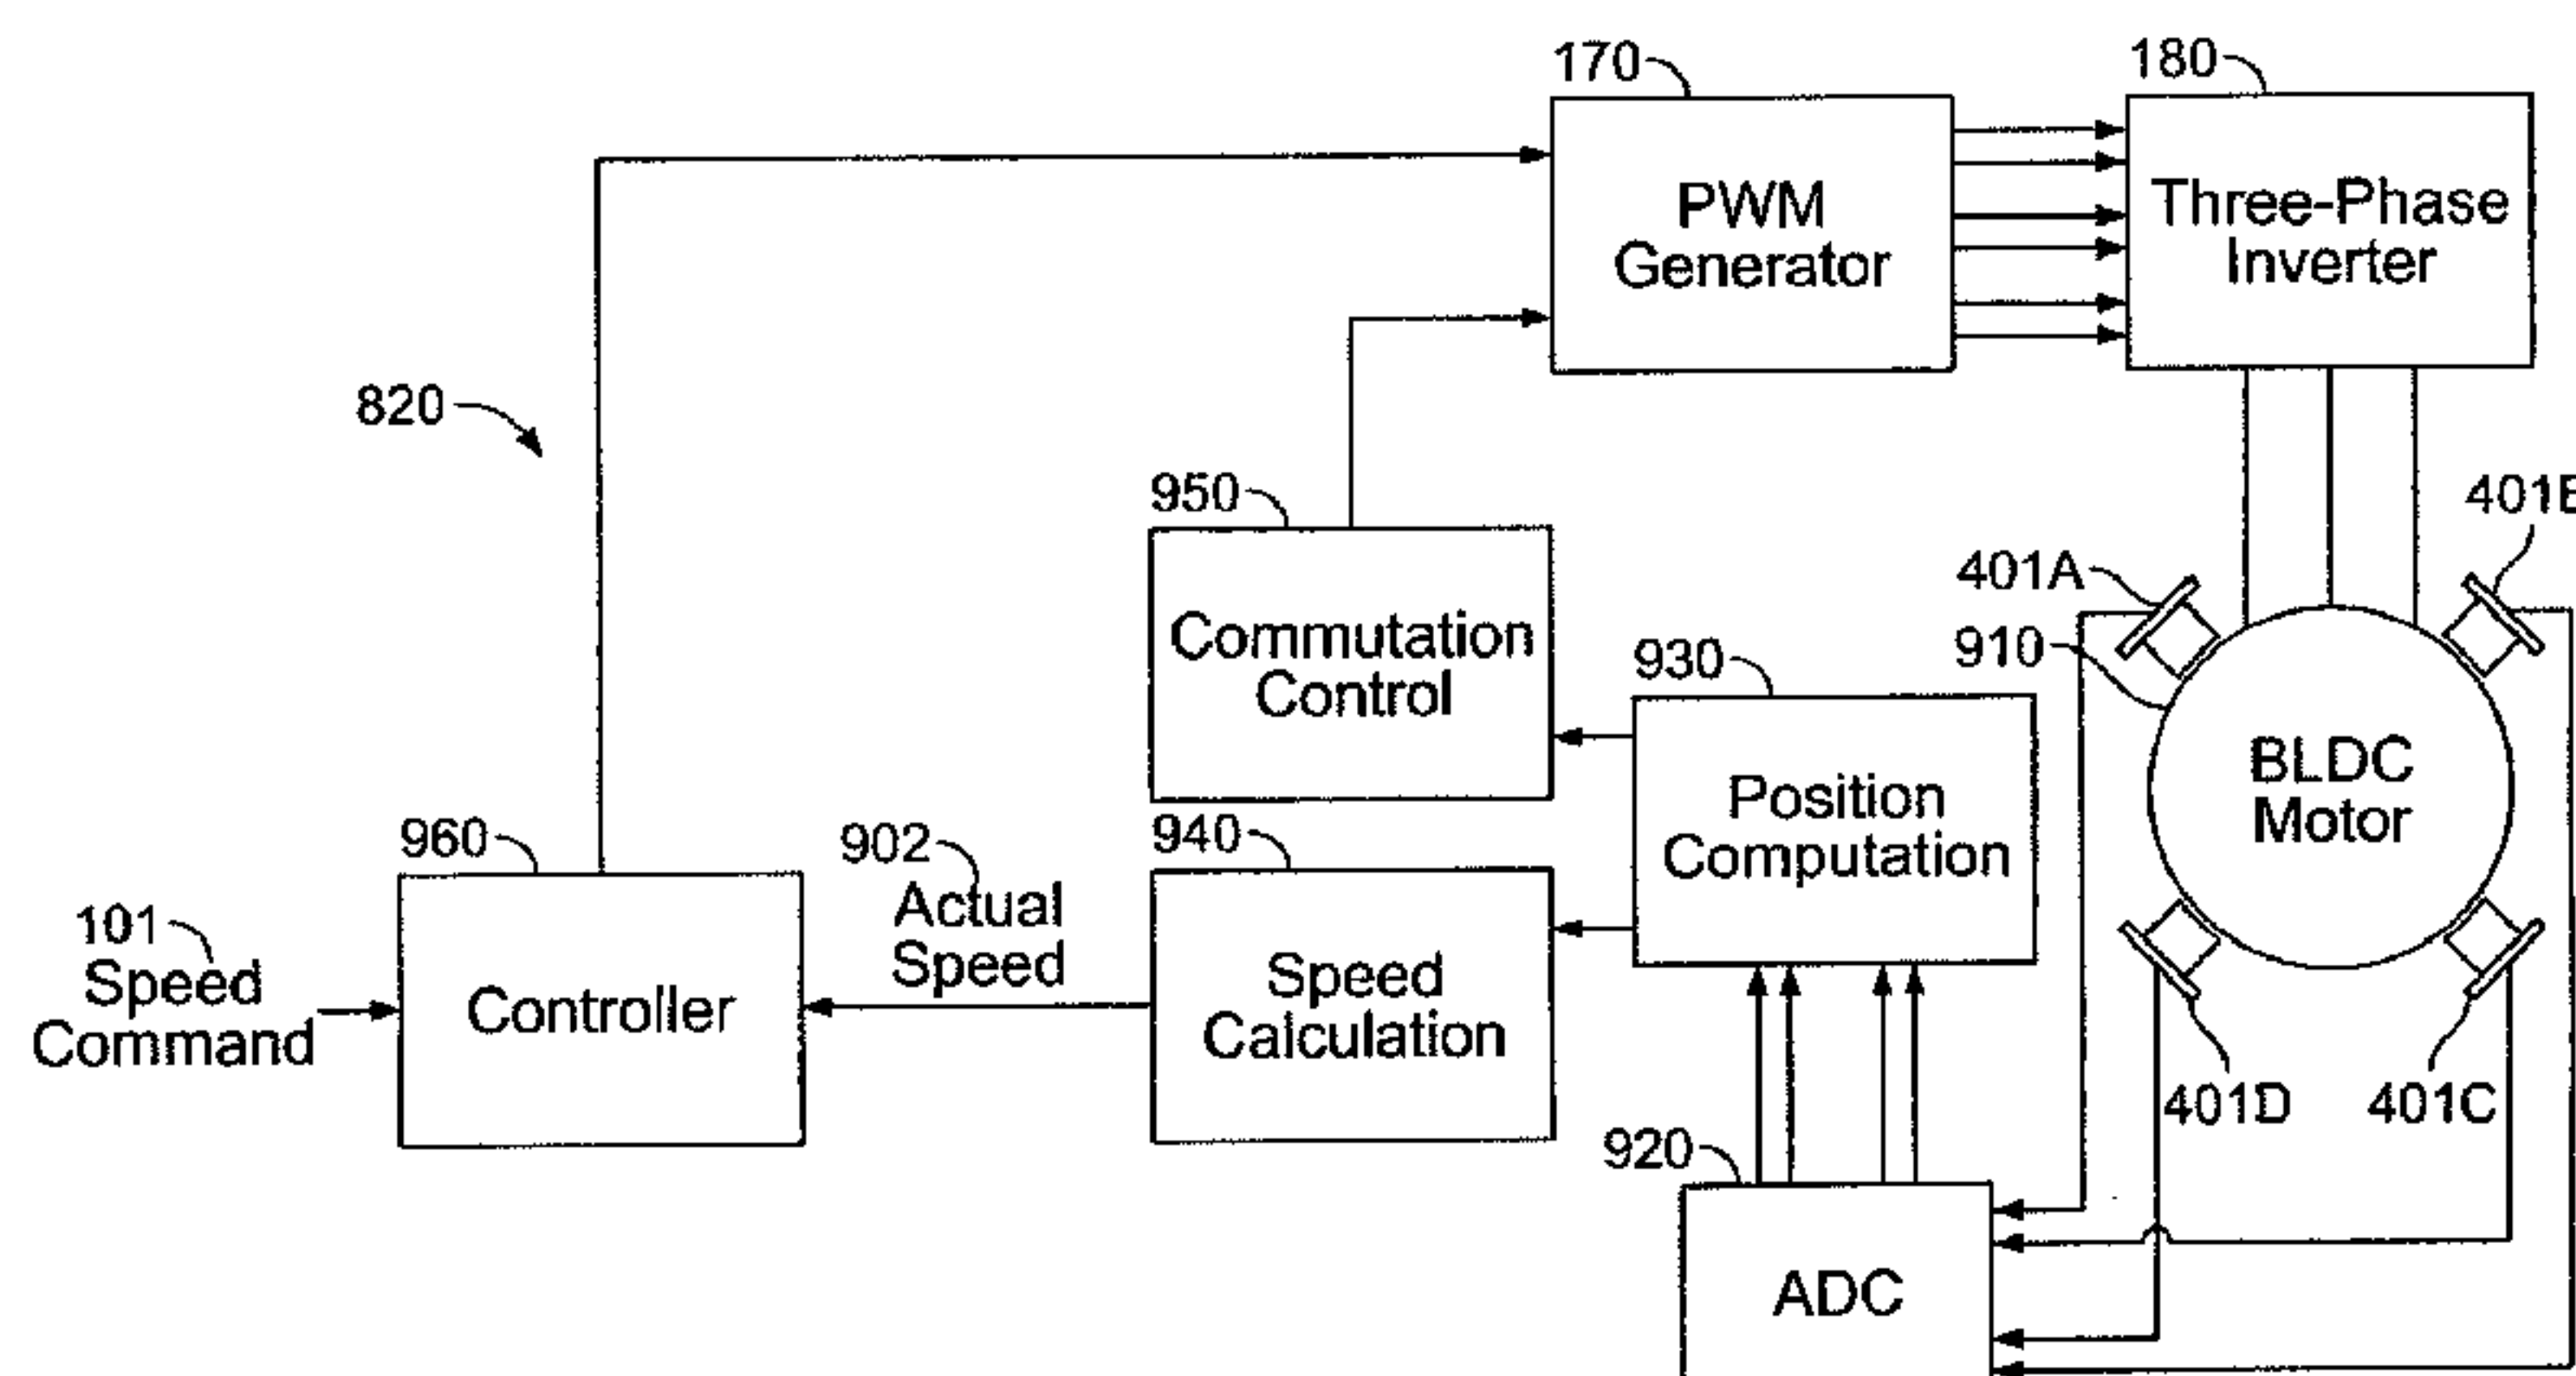 170
180
PWM
Generator
Three-Phase
Inverter
820
950
401B
401A
Commutation
Control
930
910
Position
Computation
BLDC
Motor
960
902
940
101
Speed
Command
Controller
Actual
Speed
Speed
Calculation
401D
401C
920
ADC